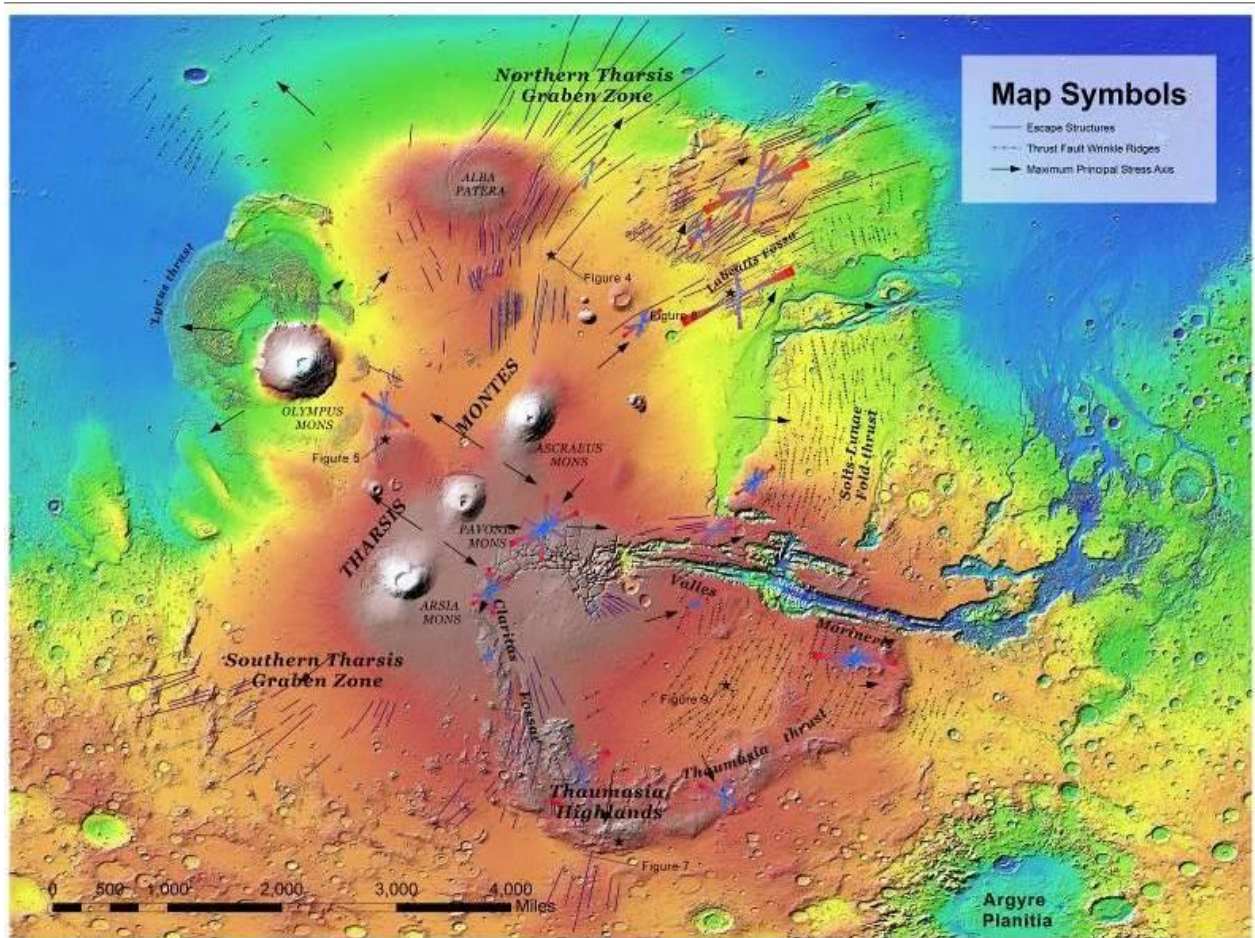 Northern Tharsis
Graben Zone
Map Symbols
Escape Structures
Thrust Fault Wrinkle Ridges
Maximum Principal Stress Axis
ALBA
PATERA
Lycus thrust
Figure 4
Labeatis Fossa
Figure 8
OLYMPUS
MONS
MONTES
ASCRAEUS
MONS
Figure 5
Solis-Lunae
Fold-thrust
THARSIS
PAVONIS
MONS
ARSIA
MONS
Valles
Marineris
Claritas
Fossae
Southern Tharsis
Graben Zone
Figure 9
Thaumasia thrust
Thaumasia
Highlands
Figure 7
0 500 1,000 2,000 3,000 4,000
Miles
Argyre
Planitia